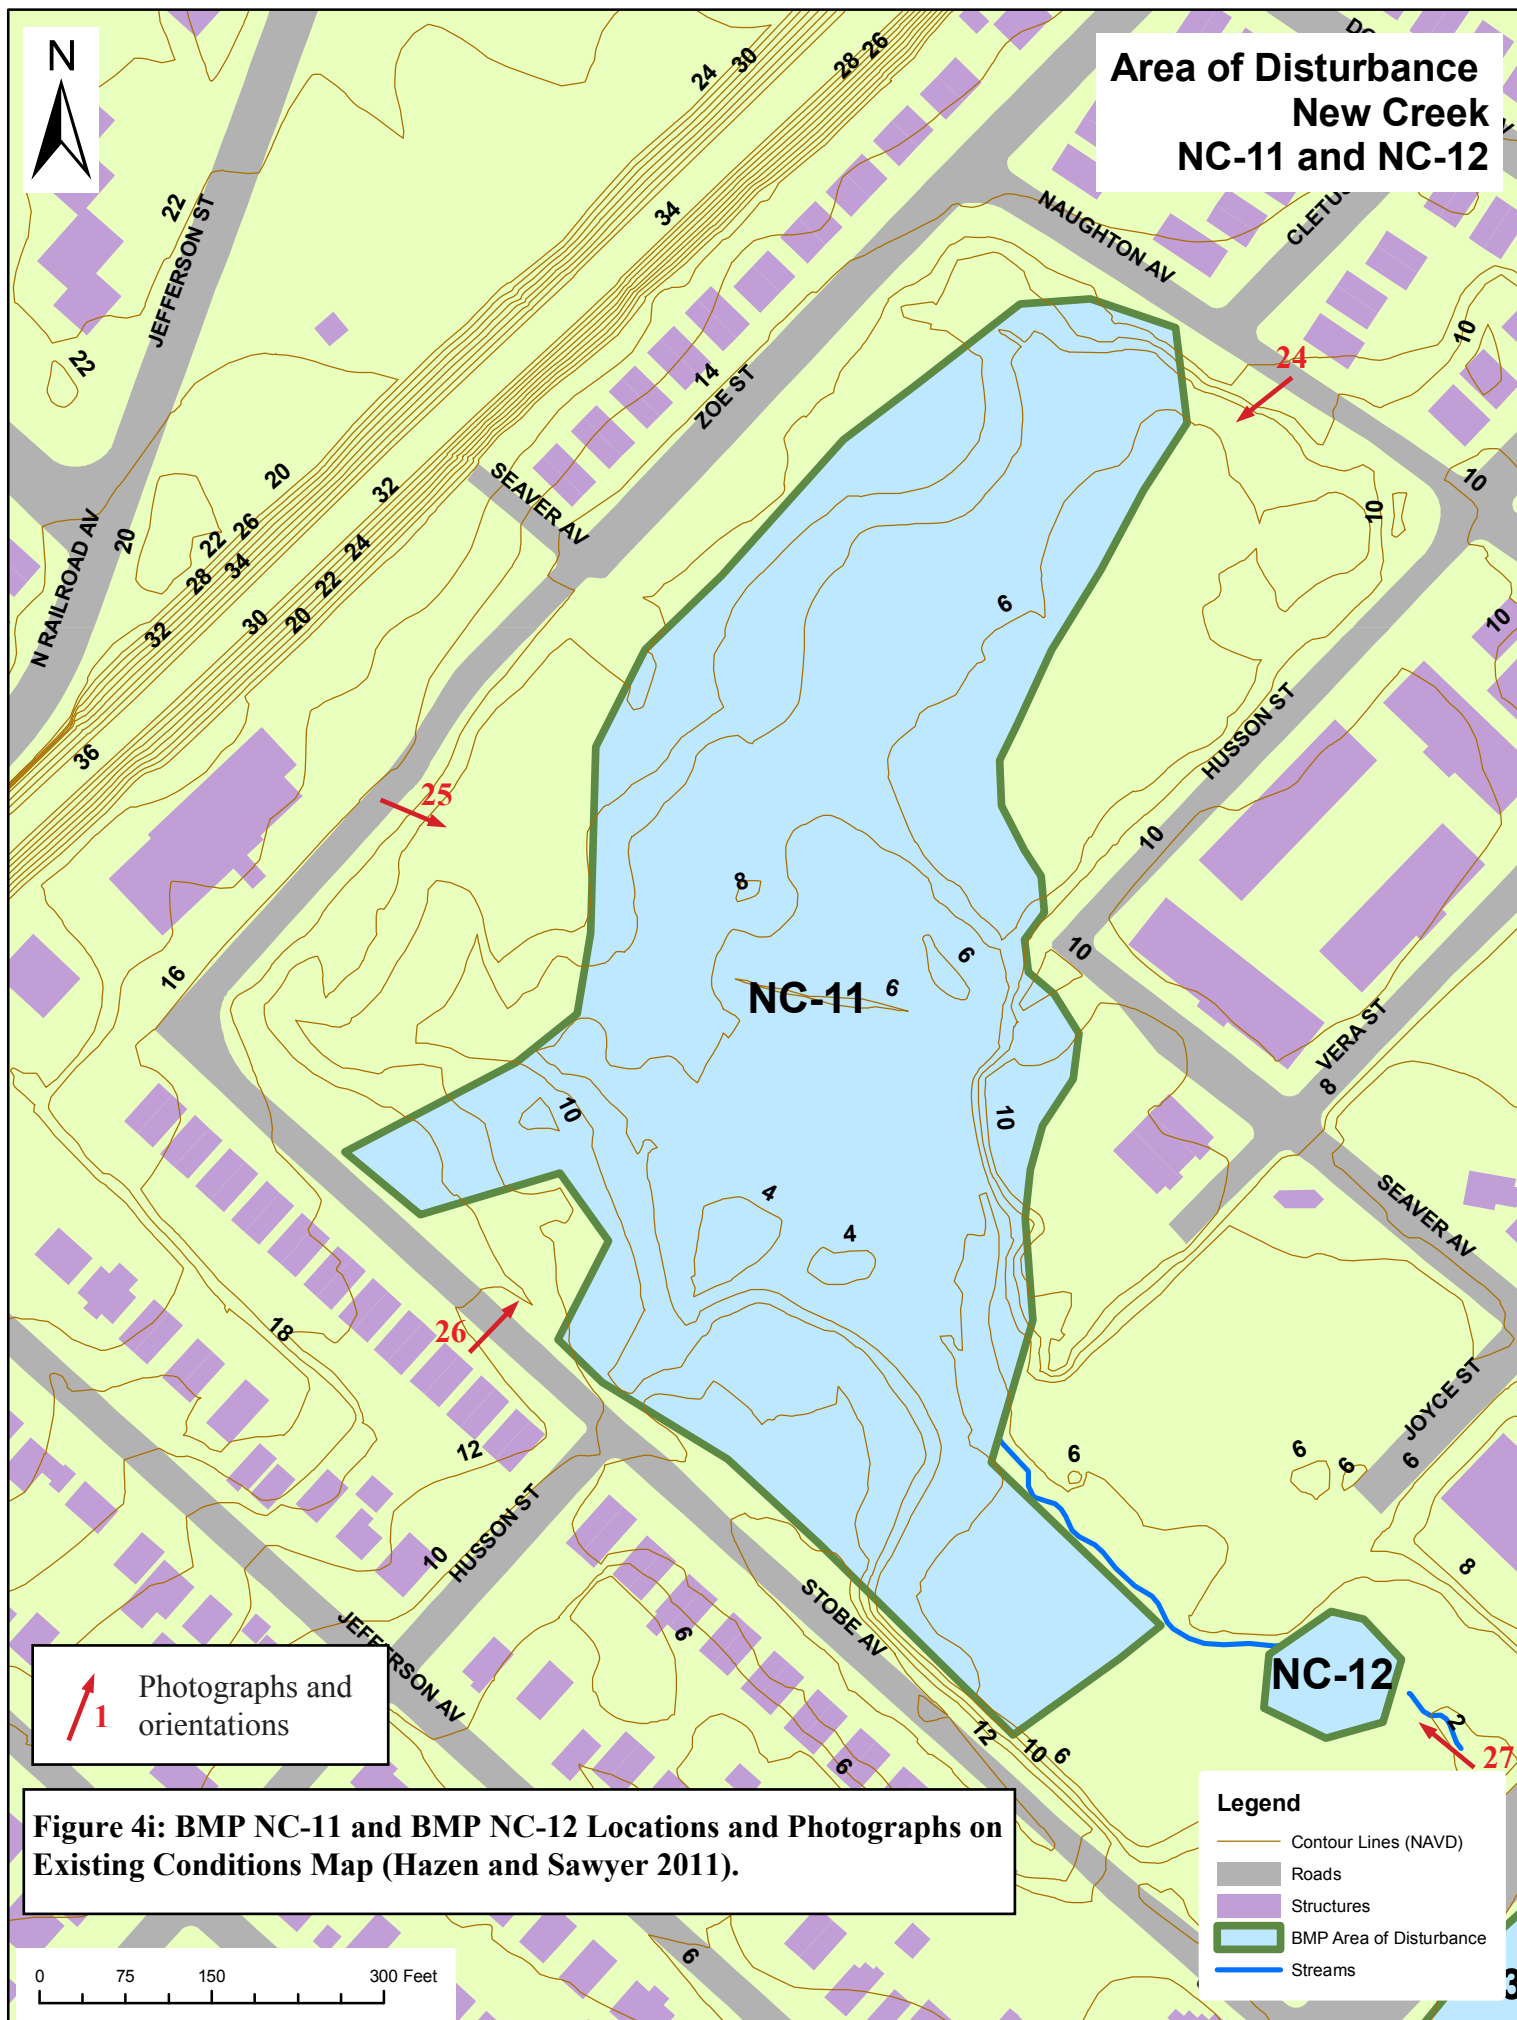 N
Area of Disturbance
New Creek
NC-11 and NC-12
24
30
28
26
22
JEFFERSON ST
34
NAUGHTON AV
22
14
ZOE ST
24
10
20
32
SEAVER AV
10
10
N RAILROAD AV
20
22
26
28
34
24
22
32
30
20
6
10
36
HUSSON ST
25
10
8
16
6
10
6
NC-11
VERA ST
8
10
10
4
4
SEAVER AV
18
26
JOYCE ST
12
6
6
6
6
HUSSON ST
10
8
JEFFERSON AV
STOBE AV
6
NC-12
2
27
12
10
6
6
1
Photographs and
orientations
Figure 4i: BMP NC-11 and BMP NC-12 Locations and Photographs on
Existing Conditions Map (Hazen and Sawyer 2011).
Legend
Contour Lines (NAVD)
Roads
Structures
BMP Area of Disturbance
Streams
6
3
0
75
150
300 Feet